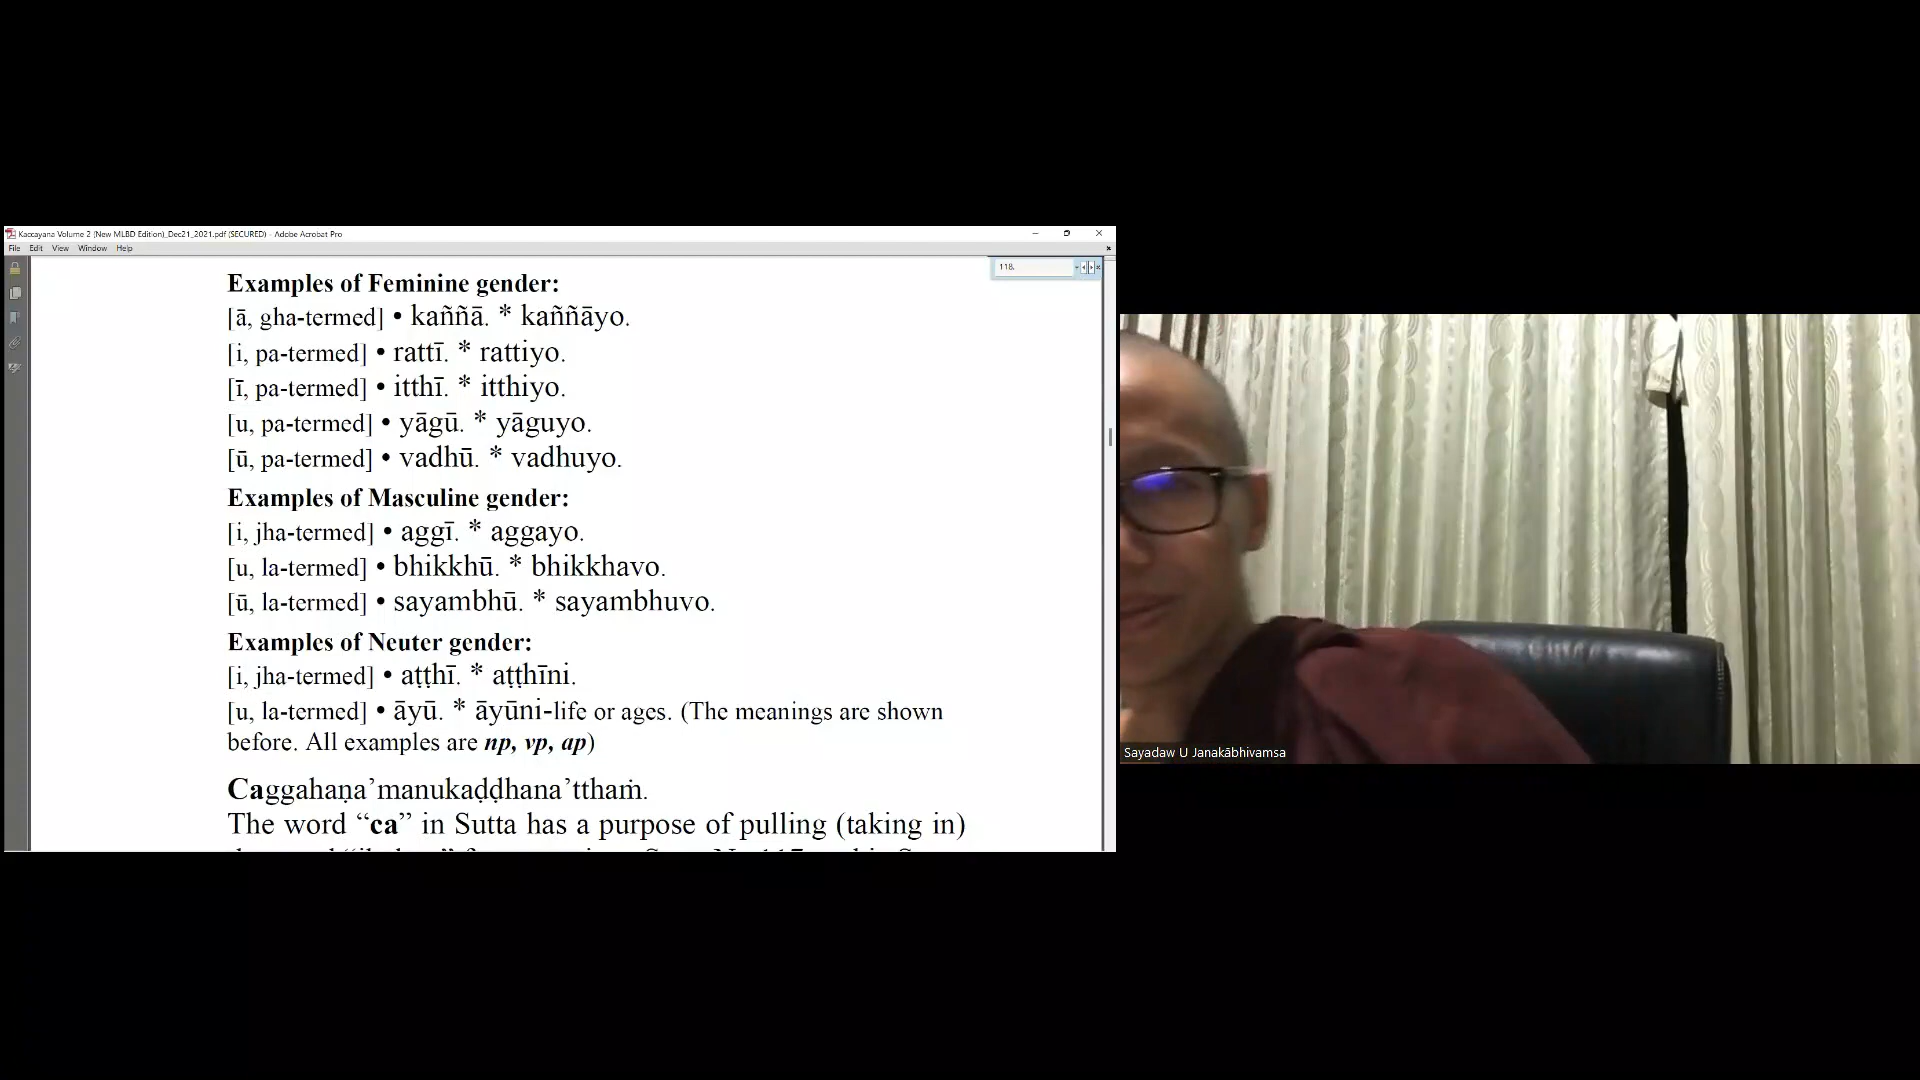 Kaccayana Volume 2 (New MLBD Edition)_Dec21_2021.pdf (SECURED) - Adobe Acrobat Pro
File Edit View Window Help
118.
Examples of Feminine gender:
[ā, gha-termed] • kaññā. * kaññāyo.
[i, pa-termed] • rattī. * rattiyo.
[ī, pa-termed] • itthī. * itthiyo.
[u, pa-termed] • yāgū. * yāguyo.
[ū, pa-termed] • vadhū. * vadhuyo.
Examples of Masculine gender:
[i, jha-termed] • aggī. * aggayo.
[u, la-termed] • bhikkhū. * bhikkhavo.
[ū, la-termed] • sayambhū. * sayambhuvo.
Examples of Neuter gender:
[i, jha-termed] • aṭṭhī. * aṭṭhīni.
[u, la-termed] • āyū. * āyūni-life or ages. (The meanings are shown
before. All examples are np, vp, ap)
Caggahaṇa’manukaḍḍhana’tthaṁ.
The word “ca” in Sutta has a purpose of pulling (taking in)
Sayadaw U Janakābhivamsa